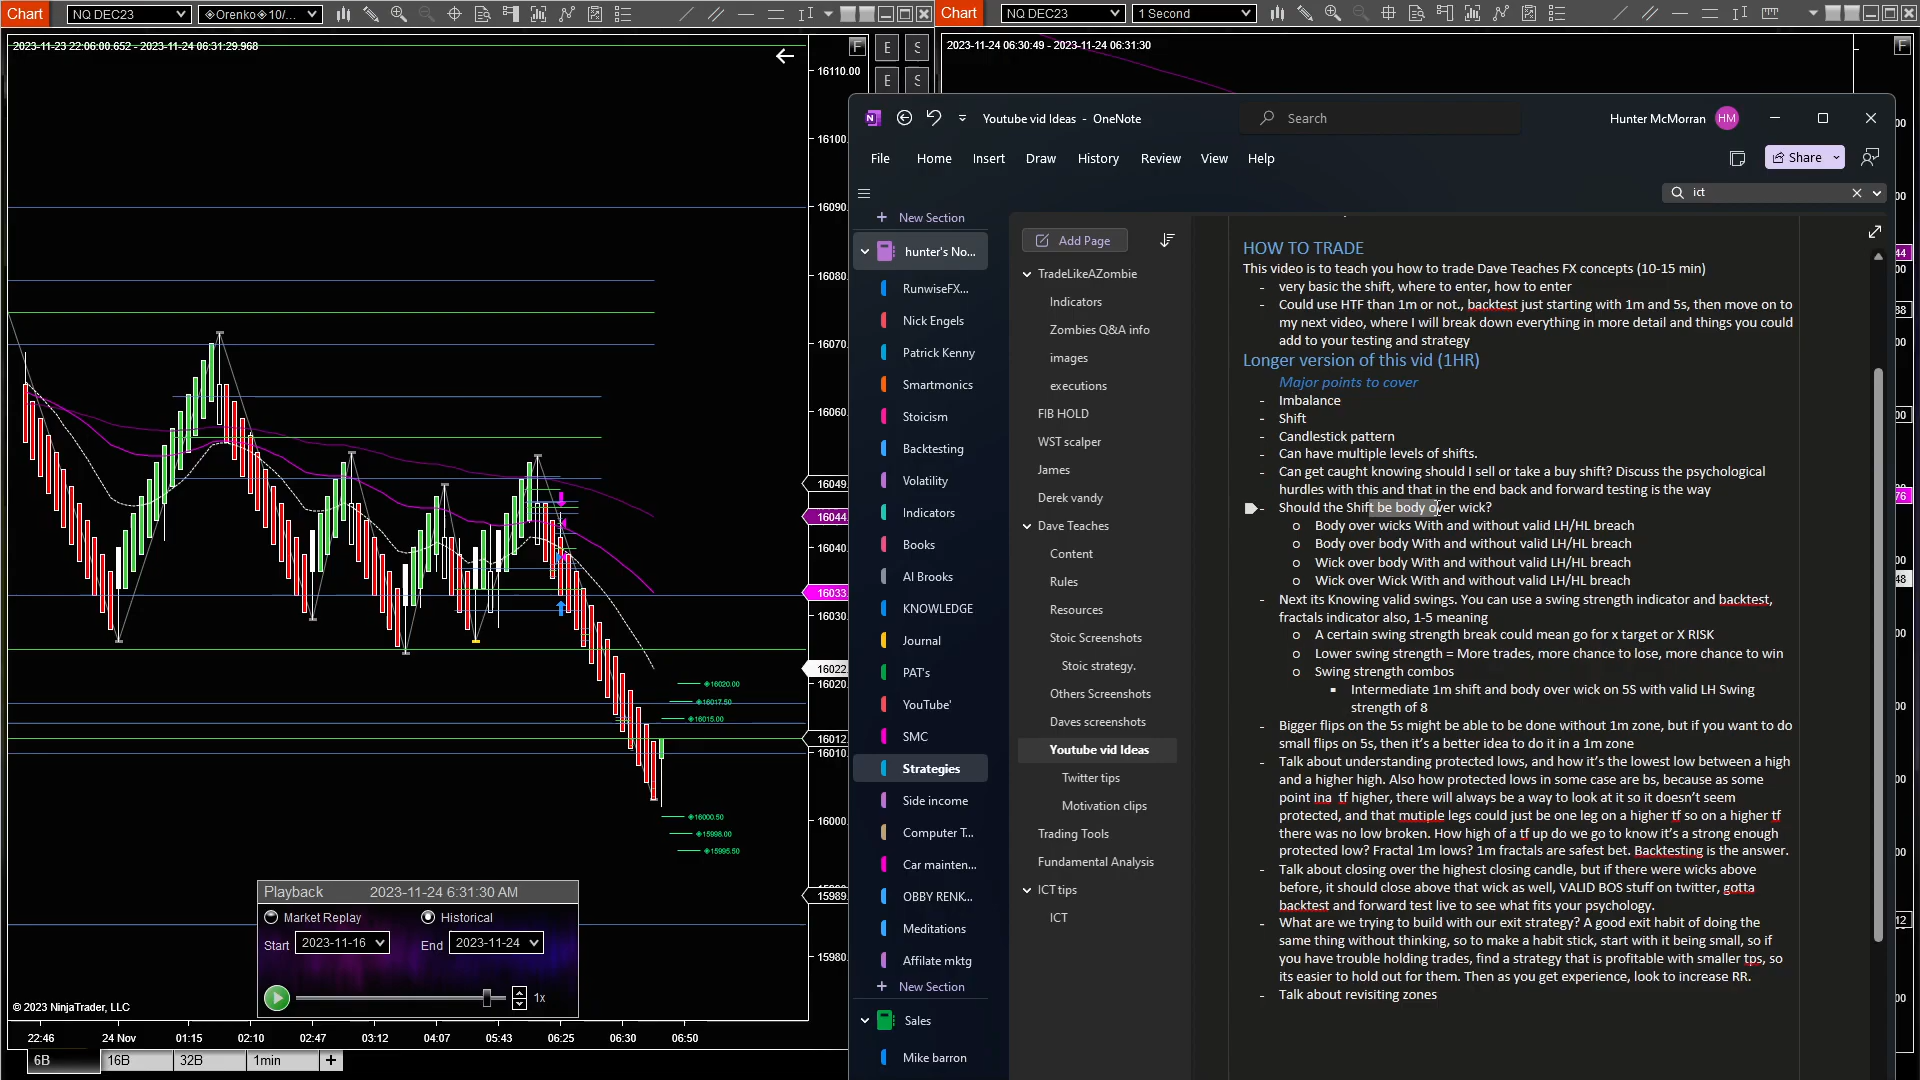 Chart
NQ DEC23
◈Orenko◈10/...
2023-11-23 22:06:00.652 - 2023-11-24 06:31:29.968
F
E S
E S
16110.00
16100.
16090.
16080.
16070.
16060.
16049.
16044.
16040.
16033.
16030.
16022.
16020.
16012.
16010.
16000.
15989.
15980.
◈16020.00
◈16017.50
◈16015.00
◈16000.50
◈15998.00
◈15995.50
Playback 2023-11-24 6:31:30 AM
Market Replay Historical
Start 2023-11-16 End 2023-11-24
1x
© 2023 NinjaTrader, LLC
22:46 24 Nov 01:15 02:10 02:47 03:12 04:07 05:43 06:25 06:30 06:50
6B 16B 32B 1min +
Chart
NQ DEC23
1 Second
2023-11-24 06:30:49 - 2023-11-24 06:31:30
F
Youtube vid Ideas - OneNote
Search
Hunter McMorran HM
File Home Insert Draw History Review View Help
Share
ict
+ New Section
hunter's No...
RunwiseFX...
Nick Engels
Patrick Kenny
Smartmonics
Stoicism
Backtesting
Volatility
Indicators
Books
Al Brooks
KNOWLEDGE
Journal
PAT's
YouTube'
SMC
Strategies
Side income
Computer T...
Car mainten...
OBBY RENK...
Meditations
Affilate mktg
+ New Section
Sales
Mike barron
Add Page
TradeLikeAZombie
Indicators
Zombies Q&A info
images
executions
FIB HOLD
WST scalper
James
Derek vandy
Dave Teaches
Content
Rules
Resources
Stoic Screenshots
Stoic strategy.
Others Screenshots
Daves screenshots
Youtube vid Ideas
Twitter tips
Motivation clips
Trading Tools
Fundamental Analysis
ICT tips
ICT
HOW TO TRADE
This video is to teach you how to trade Dave Teaches FX concepts (10-15 min)
- very basic the shift, where to enter, how to enter
- Could use HTF than 1m or not., backtest just starting with 1m and 5s, then move on to
my next video, where I will break down everything in more detail and things you could
add to your testing and strategy
Longer version of this vid (1HR)
Major points to cover
- Imbalance
- Shift
- Candlestick pattern
- Can have multiple levels of shifts.
- Can get caught knowing should I sell or take a buy shift? Discuss the psychological
hurdles with this and that in the end back and forward testing is the way
- Should the Shift be body over wick?
o Body over wicks With and without valid LH/HL breach
o Body over body With and without valid LH/HL breach
o Wick over body With and without valid LH/HL breach
o Wick over Wick With and without valid LH/HL breach
- Next its Knowing valid swings. You can use a swing strength indicator and backtest,
fractals indicator also, 1-5 meaning
o A certain swing strength break could mean go for x target or X RISK
o Lower swing strength = More trades, more chance to lose, more chance to win
o Swing strength combos
▪ Intermediate 1m shift and body over wick on 5S with valid LH Swing
strength of 8
- Bigger flips on the 5s might be able to be done without 1m zone, but if you want to do
small flips on 5s, then it's a better idea to do it in a 1m zone
- Talk about understanding protected lows, and how it's the lowest low between a high
and a higher high. Also how protected lows in some case are bs, because as some
point ina tf higher, there will always be a way to look at it so it doesn't seem
protected, and that mutiple legs could just be one leg on a higher tf so on a higher tf
there was no low broken. How high of a tf up do we go to know it's a strong enough
protected low? Fractal 1m lows? 1m fractals are safest bet. Backtesting is the answer.
- Talk about closing over the highest closing candle, but if there were wicks above
before, it should close above that wick as well, VALID BOS stuff on twitter, gotta
backtest and forward test live to see what fits your psychology.
- What are we trying to build with our exit strategy? A good exit habit of doing the
same thing without thinking, so to make a habit stick, start with it being small, so if
you have trouble holding trades, find a strategy that is profitable with smaller tps, so
its easier to hold out for them. Then as you get experience, look to increase RR.
- Talk about revisiting zones